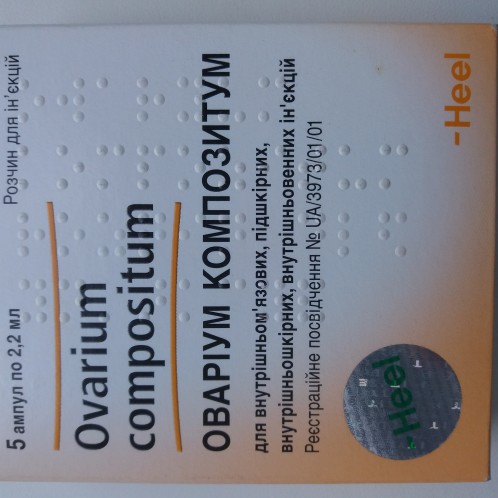 5 ампул по 2,2 мл
Розчин для ін'єкцій
Ovarium
compositum
ОВАРІУМ КОМПОЗИТУМ
для внутрішньом'язових, підшкірних,
внутрішньошкірних, внутрішньовенних ін'єкцій
Реєстраційне посвідчення № UA/3973/01/01
-Heel
-Heel